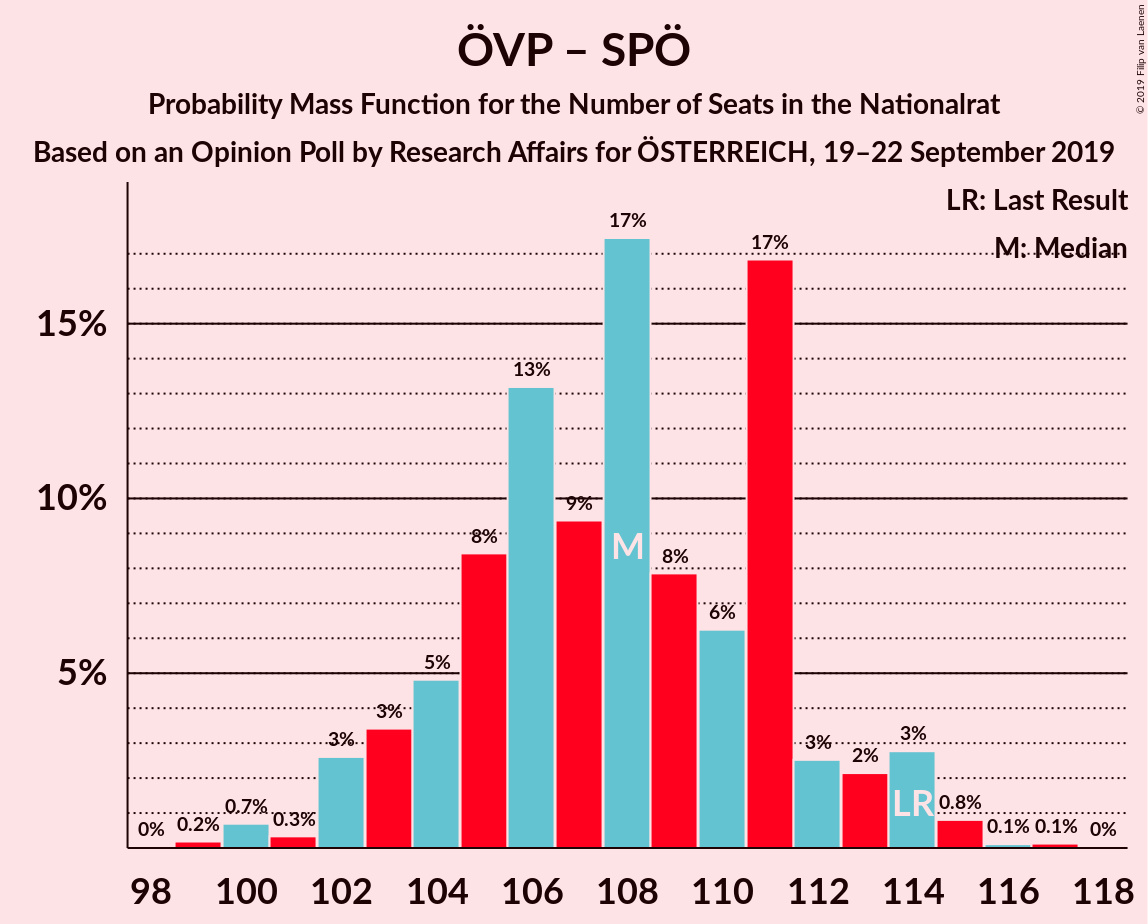 ÖVP – SPÖ
Probability Mass Function for the Number of Seats in the Nationalrat
Based on an Opinion Poll by Research Affairs for ÖSTERREICH, 19–22 September 2019
© 2019 Filip van Laenen
LR: Last Result
M: Median
15%
10%
5%
0%
0.2%
0.7%
0.3%
3%
3%
5%
8%
13%
9%
17%
8%
6%
17%
3%
2%
3%
0.8%
0.1%
0.1%
0%
M
LR
98 100 102 104 106 108 110 112 114 116 118